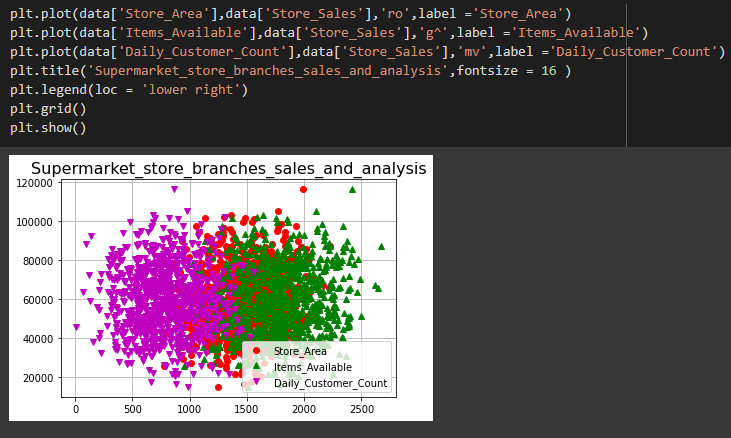 plt.plot(data['Store_Area'],data['Store_Sales'],'ro',label ='Store_Area')
plt.plot(data['Items_Available'],data['Store_Sales'],'g^',label ='Items_Available')
plt.plot(data['Daily_Customer_Count'],data['Store_Sales'],'mv',label ='Daily_Customer_Count')
plt.title('Supermarket_store_branches_sales_and_analysis',fontsize = 16 )
plt.legend(loc = 'lower right')
plt.grid()
plt.show()
Supermarket_store_branches_sales_and_analysis
120000
100000
80000
60000
40000
20000
Store_Area
Items_Available
Daily_Customer_Count
0 500 1000 1500 2000 2500